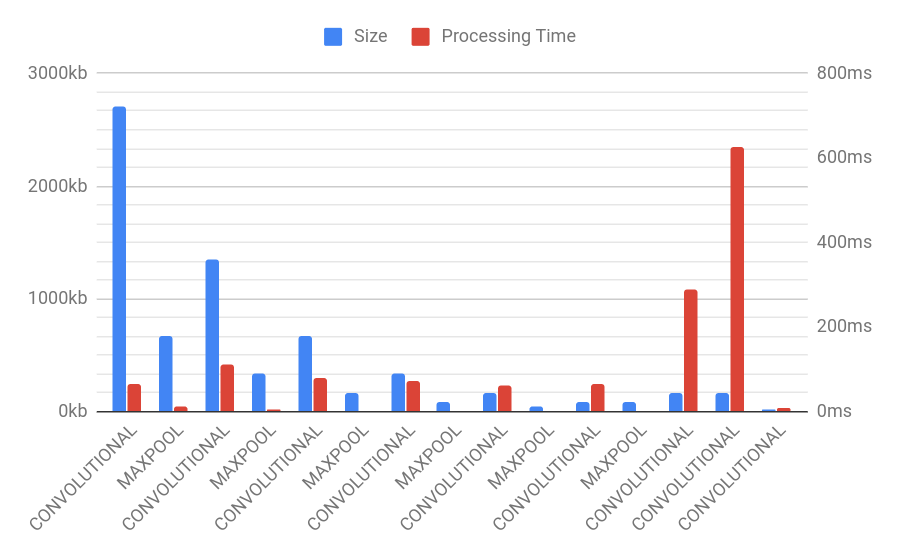 Size Processing Time
3000kb
2000kb
1000kb
0kb
800ms
600ms
400ms
200ms
0ms
CONVOLUTIONAL
MAXPOOL
CONVOLUTIONAL
MAXPOOL
CONVOLUTIONAL
MAXPOOL
CONVOLUTIONAL
MAXPOOL
CONVOLUTIONAL
MAXPOOL
CONVOLUTIONAL
MAXPOOL
CONVOLUTIONAL
CONVOLUTIONAL
CONVOLUTIONAL